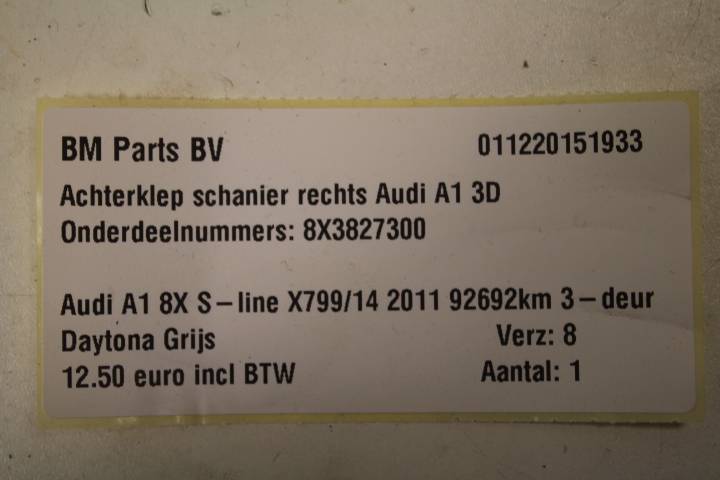 BM Parts BV 011220151933
Achterklep schanier rechts Audi A1 3D
Onderdeelnummers: 8X3827300
Audi A1 8X S-line X799/14 2011 92692km 3-deur
Daytona Grijs Verz: 8
12.50 euro incl BTW Aantal: 1